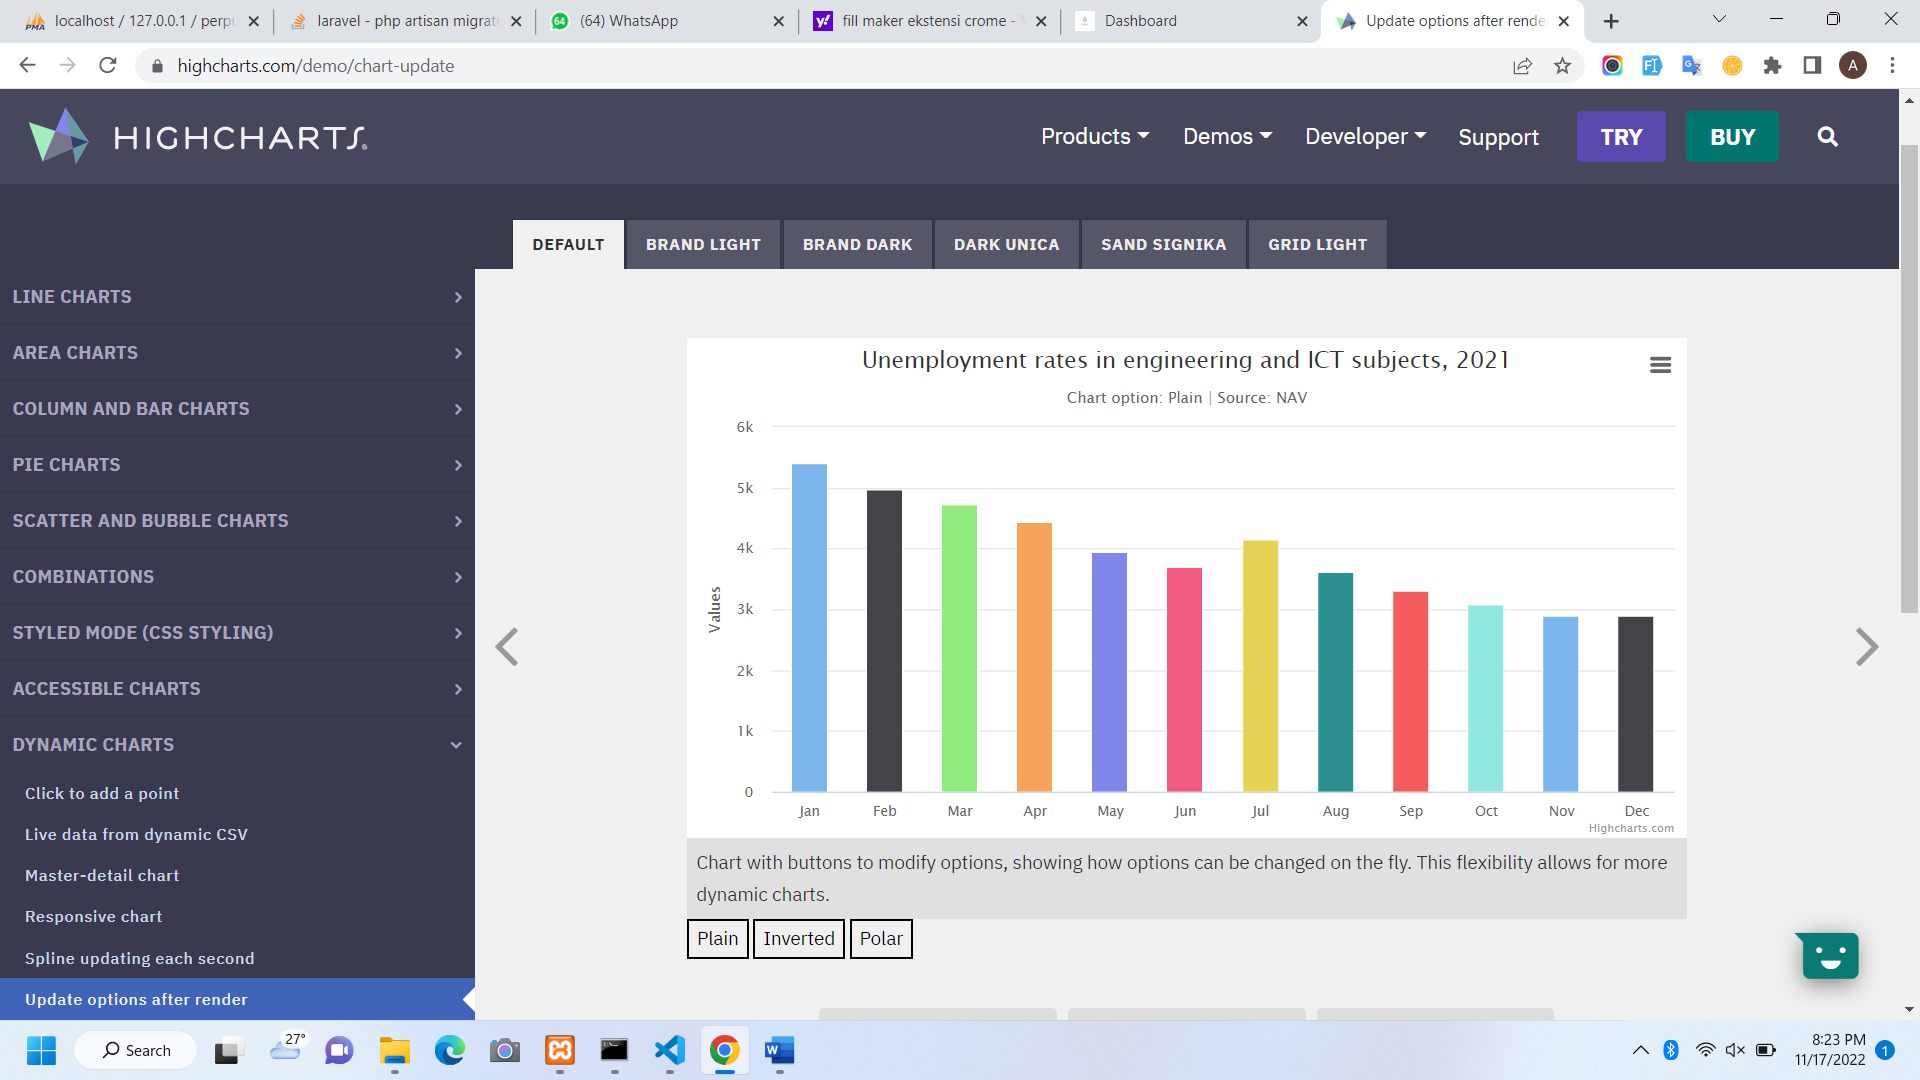 localhost / 127.0.0.1 / perpu
laravel - php artisan migrat
(64) WhatsApp
fill maker ekstensi crome -
Dashboard
Update options after rende
highcharts.com/demo/chart-update
A
HIGHCHARTS
Products
Demos
Developer
Support
TRY
BUY
DEFAULT
BRAND LIGHT
BRAND DARK
DARK UNICA
SAND SIGNIKA
GRID LIGHT
LINE CHARTS
AREA CHARTS
COLUMN AND BAR CHARTS
PIE CHARTS
SCATTER AND BUBBLE CHARTS
COMBINATIONS
STYLED MODE (CSS STYLING)
ACCESSIBLE CHARTS
DYNAMIC CHARTS
Click to add a point
Live data from dynamic CSV
Master-detail chart
Responsive chart
Spline updating each second
Update options after render
Unemployment rates in engineering and ICT subjects, 2021
Chart option: Plain | Source: NAV
Values
6k
5k
4k
3k
2k
1k
0
Jan Feb Mar Apr May Jun Jul Aug Sep Oct Nov Dec
Highcharts.com
Chart with buttons to modify options, showing how options can be changed on the fly. This flexibility allows for more
dynamic charts.
Plain
Inverted
Polar
Search
27°
8:23 PM
11/17/2022
1